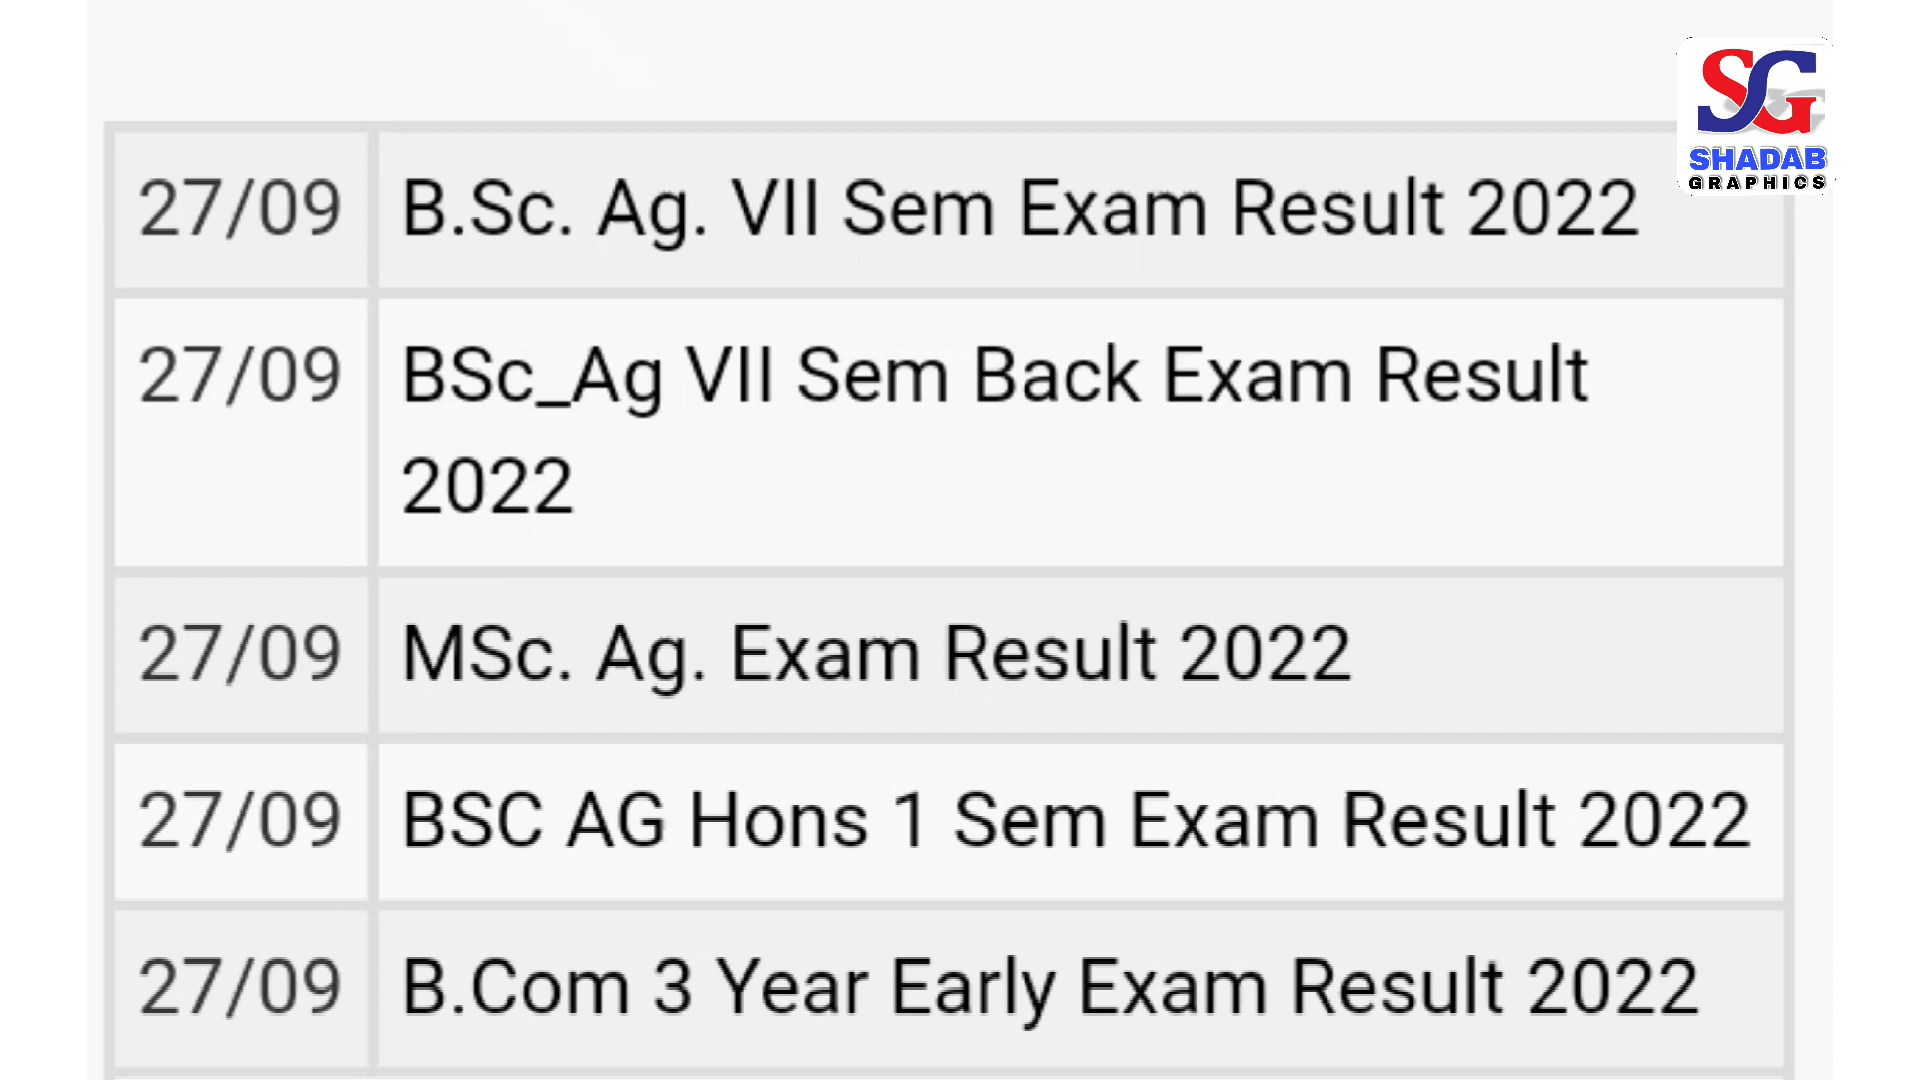 SG
SHADAB
GRAPHICS
27/09 B.Sc. Ag. VII Sem Exam Result 2022
27/09 BSc_Ag VII Sem Back Exam Result
2022
27/09 MSc. Ag. Exam Result 2022
27/09 BSC AG Hons 1 Sem Exam Result 2022
27/09 B.Com 3 Year Early Exam Result 2022